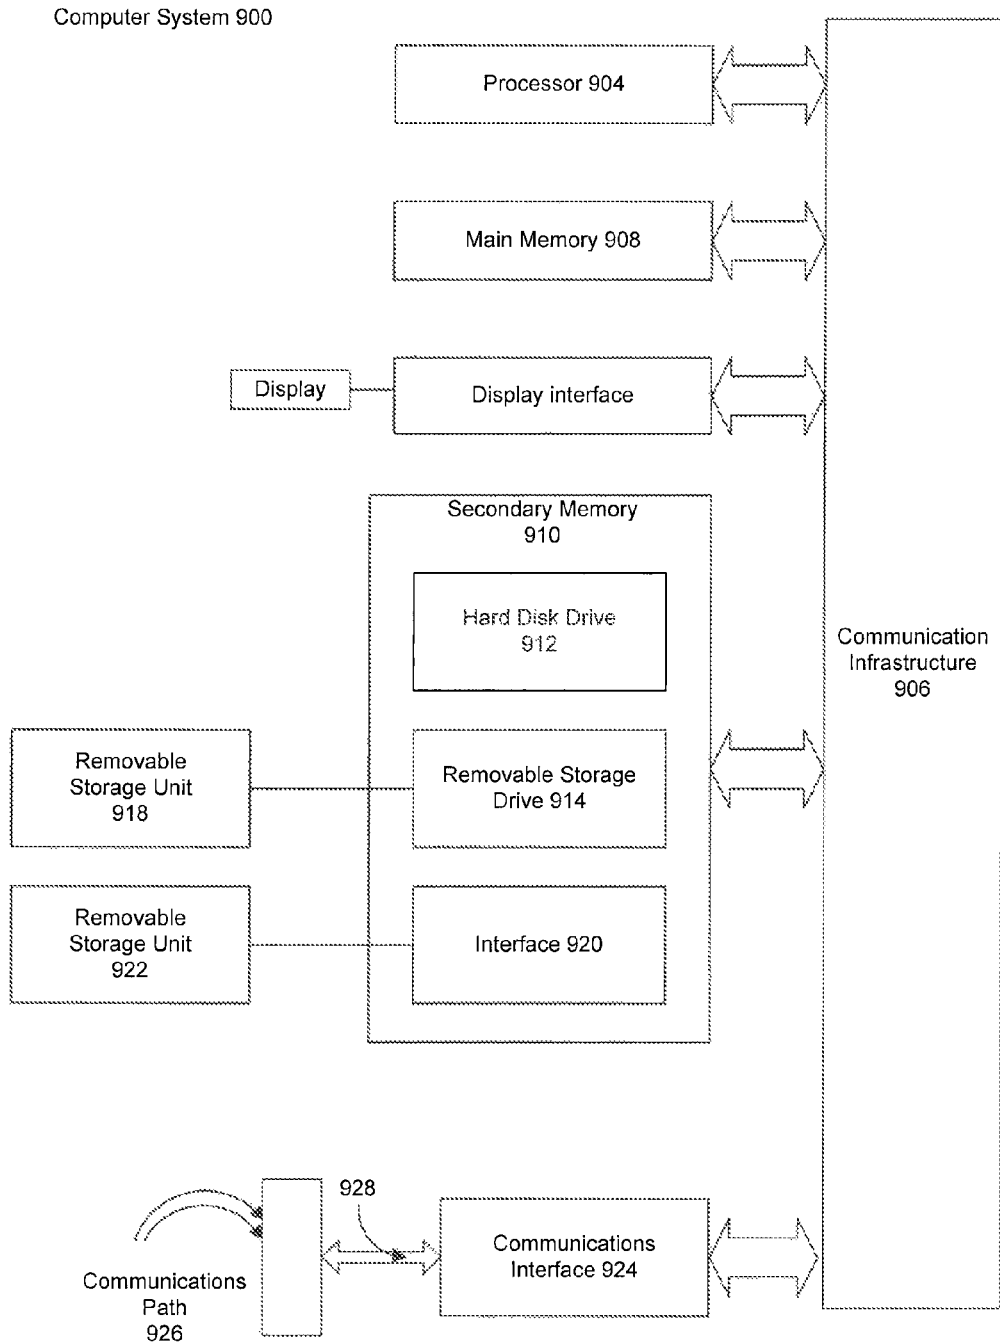 Computer System 900
Processor 904
Main Memory 908
Display
Display interface
Secondary Memory
910
Hard Disk Drive
912
Communication
Infrastructure
906
Removable
Storage Unit
918
Removable Storage
Drive 914
Removable
Storage Unit
922
Interface 920
928
Communications
Interface 924
Communications
Path
926